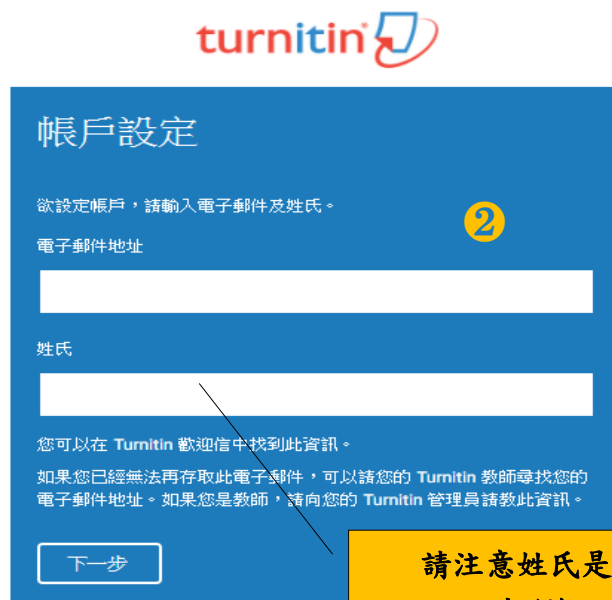 turnitin
帳戶設定
欲設定帳戶，請輸入電子郵件及姓氏。
2
電子郵件地址
姓氏
您可以在 Turnitin 歡迎信中找到此資訊。
如果您已經無法再存取此電子郵件，可以請您的 Turnitin 教師尋找您的
電子郵件地址。如果您是教師，請向您的 Turnitin 管理員請教此資訊。
下一步
請注意姓氏是